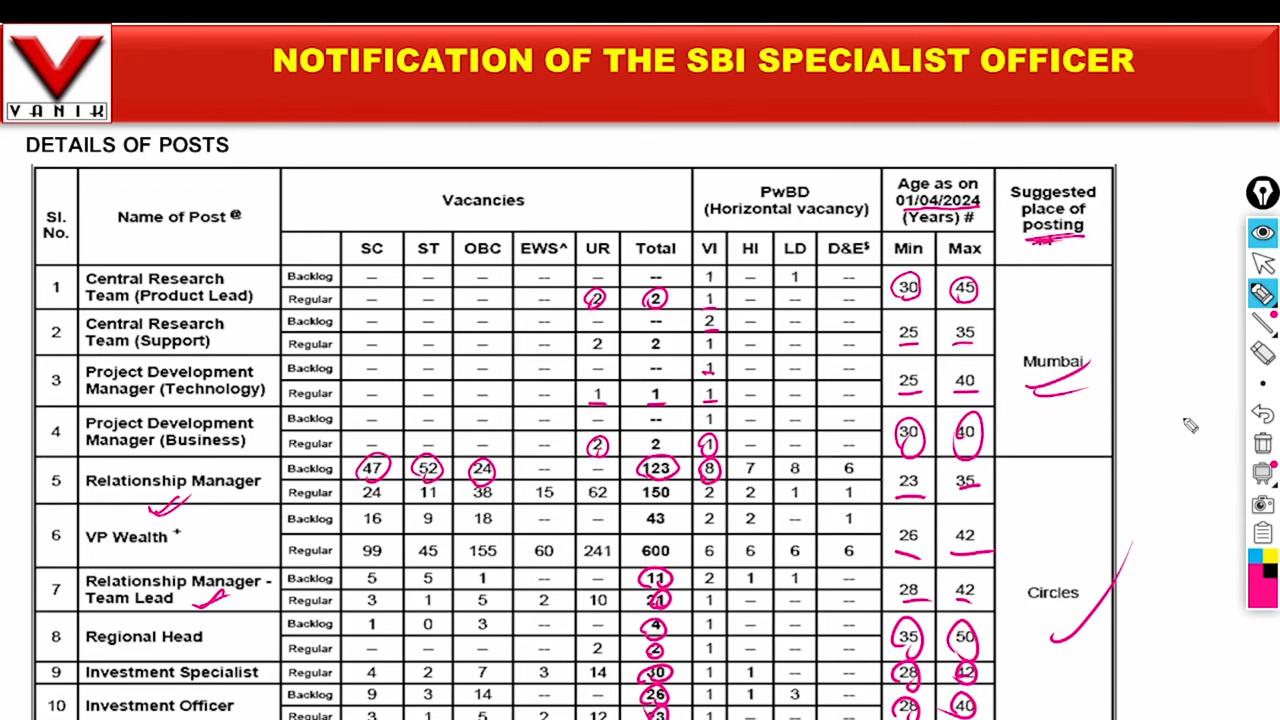 VANIK
NOTIFICATION OF THE SBI SPECIALIST OFFICER
DETAILS OF POSTS
Sl. No. Name of Post @ Vacancies PwBD (Horizontal vacancy) Age as on 01/04/2024 (Years) # Suggested place of posting
SC ST OBC EWS^ UR Total VI HI LD D&E$ Min Max
1 Central Research Team (Product Lead) 30 45
Backlog – – – -- – -- 1 – 1 --
Regular – – – -- 2 2 1 – – --
2 Central Research Team (Support) 25 35
Backlog – – – -- – -- 2 – – --
Regular – – – -- 2 2 1 – – --
3 Project Development Manager (Technology) 25 40
Backlog – – – -- – -- 1 – – --
Regular – – – -- 1 1 1 – – --
Mumbai
4 Project Development Manager (Business) 30 40
Backlog – – – -- – -- 1 – – --
Regular – – – -- 2 2 1 – – --
5 Relationship Manager 23 35
Backlog 47 52 24 -- – 123 8 7 8 6
Regular 24 11 38 15 62 150 2 2 1 1
6 VP Wealth + 26 42
Backlog 16 9 18 -- -- 43 2 2 1
Regular 99 45 155 60 241 600 6 6 6 6
7 Relationship Manager - Team Lead 28 42
Backlog 5 5 1 -- – 11 2 1 1
Regular 3 1 5 2 10 21 1 – – --
Circles
8 Regional Head 35 50
Backlog 1 0 3 -- – 4 1 – – --
Regular – – – -- 2 2 1 – – --
9 Investment Specialist Regular 4 2 7 3 14 30 1 1 – -- 28 42
10 Investment Officer 28 40
Backlog 9 3 14 -- – 26 1 1 3
Regular 3 1 5 2 12 23 1 – – --